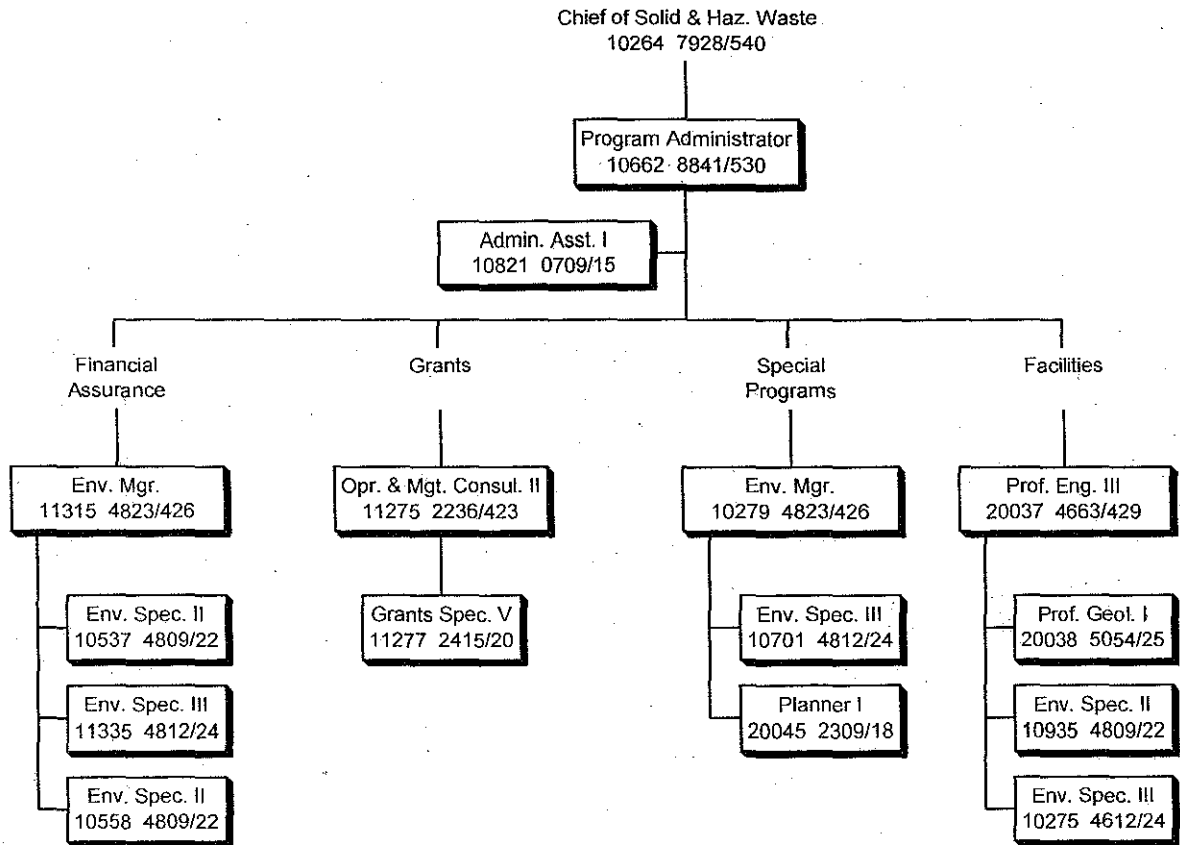 Chief of Solid & Haz. Waste
10264 7928/540
Program Administrator
10662 8841/530
Admin. Asst. I
10821 0709/15
Financial
Assurance
Grants
Special
Programs
Facilities
Env. Mgr.
11315 4823/426
Opr. & Mgt. Consul. II
11275 2236/423
Env. Mgr.
10279 4823/426
Prof. Eng. III
20037 4663/429
Env. Spec. II
10537 4809/22
Grants Spec. V
11277 2415/20
Env. Spec. III
10701 4812/24
Prof. Geol. I
20038 5054/25
Env. Spec. III
11335 4812/24
Planner I
20045 2309/18
Env. Spec. II
10935 4809/22
Env. Spec. II
10558 4809/22
Env. Spec. III
10275 4612/24